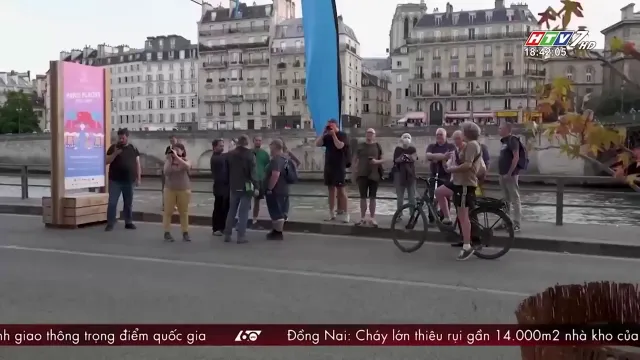 HTV7 HD
18:42:05
PARIS PLAGES
nh giao thông trọng điểm quốc gia
60
Đồng Nai: Cháy lớn thiêu rụi gần 14.000m2 nhà kho của